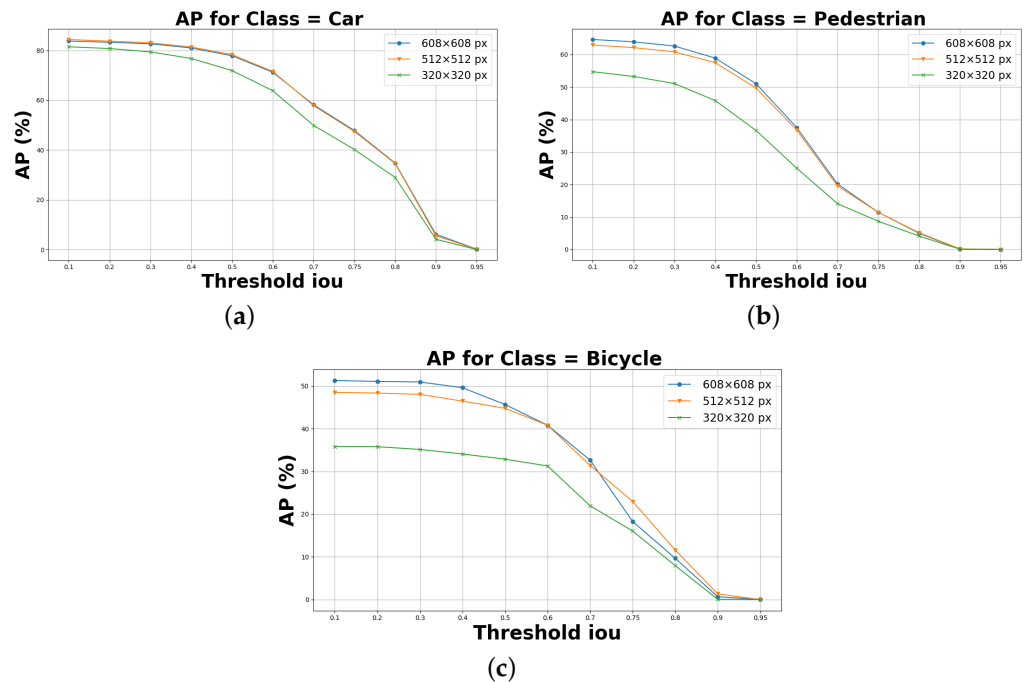 AP for Class = Car
AP (%)
80
60
40
20
0
608×608 px
512×512 px
320×320 px
0.1 0.2 0.3 0.4 0.5 0.6 0.7 0.75 0.8 0.9 0.95
Threshold iou
(a)
AP for Class = Pedestrian
AP (%)
60
50
40
30
20
10
0
608×608 px
512×512 px
320×320 px
0.1 0.2 0.3 0.4 0.5 0.6 0.7 0.75 0.8 0.9 0.95
Threshold iou
(b)
AP for Class = Bicycle
AP (%)
50
40
30
20
10
0
608×608 px
512×512 px
320×320 px
0.1 0.2 0.3 0.4 0.5 0.6 0.7 0.75 0.8 0.9 0.95
Threshold iou
(c)